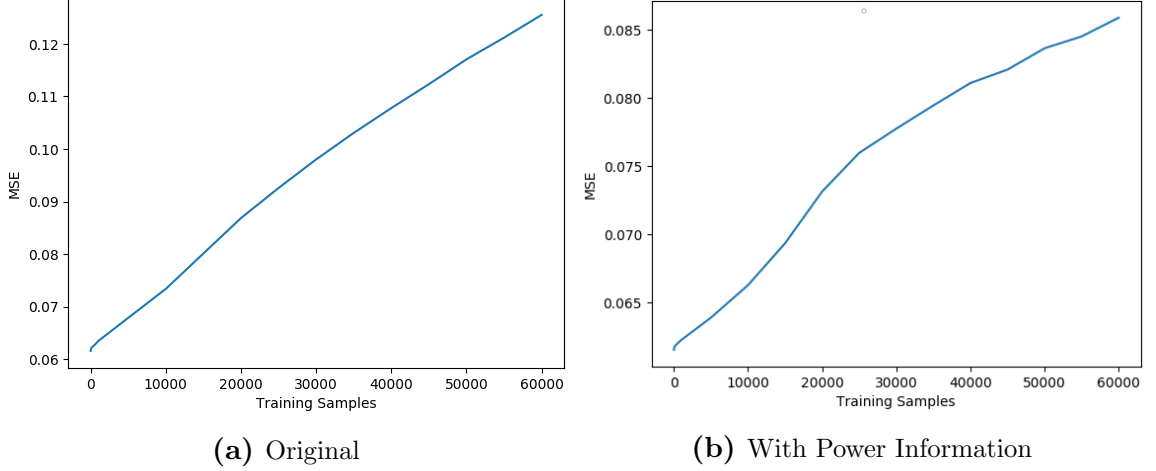 0.12
0.11
0.10
0.09
0.08
0.07
0.06
MSE
0 10000 20000 30000 40000 50000 60000
Training Samples
(a) Original
0.085
0.080
0.075
0.070
0.065
MSE
0 10000 20000 30000 40000 50000 60000
Training Samples
(b) With Power Information